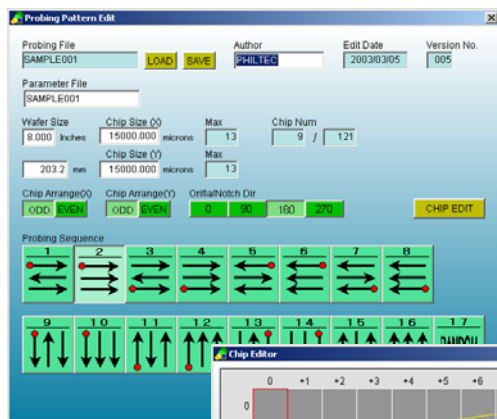 Probing Pattern Edit
Probing File
Author
Edit Date
Version No.
SAMPLE001
LOAD
SAVE
PHILTEC
2003/03/05
005
Parameter File
SAMPLE001
Wafer Size
Chip Size (X)
Max
Chip Num
8.000 Inches
15000.000 microns
13
9 / 121
Chip Size (Y)
Max
203.2 mm
15000.000 microns
13
Chip Arrange(X)
Chip Arrange(Y)
Orifla/Notch Dir
ODD EVEN
ODD EVEN
0 90 180 270
CHIP EDIT
Probing Sequence
1 2 3 4 5 6 7 8
9 10 11 12 13 14 15 16 17
RANDOM
Chip Editor
0 +1 +2 +3 +4 +5 +6
0